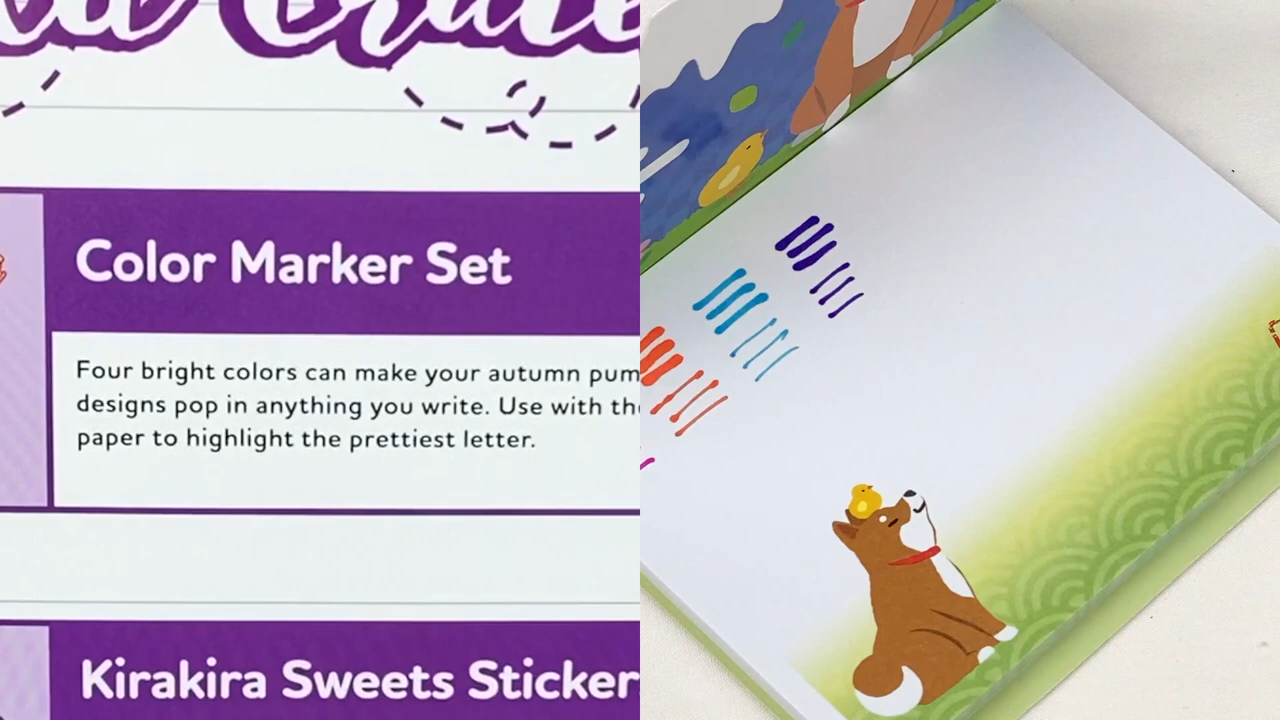 Color Marker Set
Four bright colors can make your autumn
designs pop in anything you write. Use with
paper to highlight the prettiest letter.
Kirakira Sweets Sticker